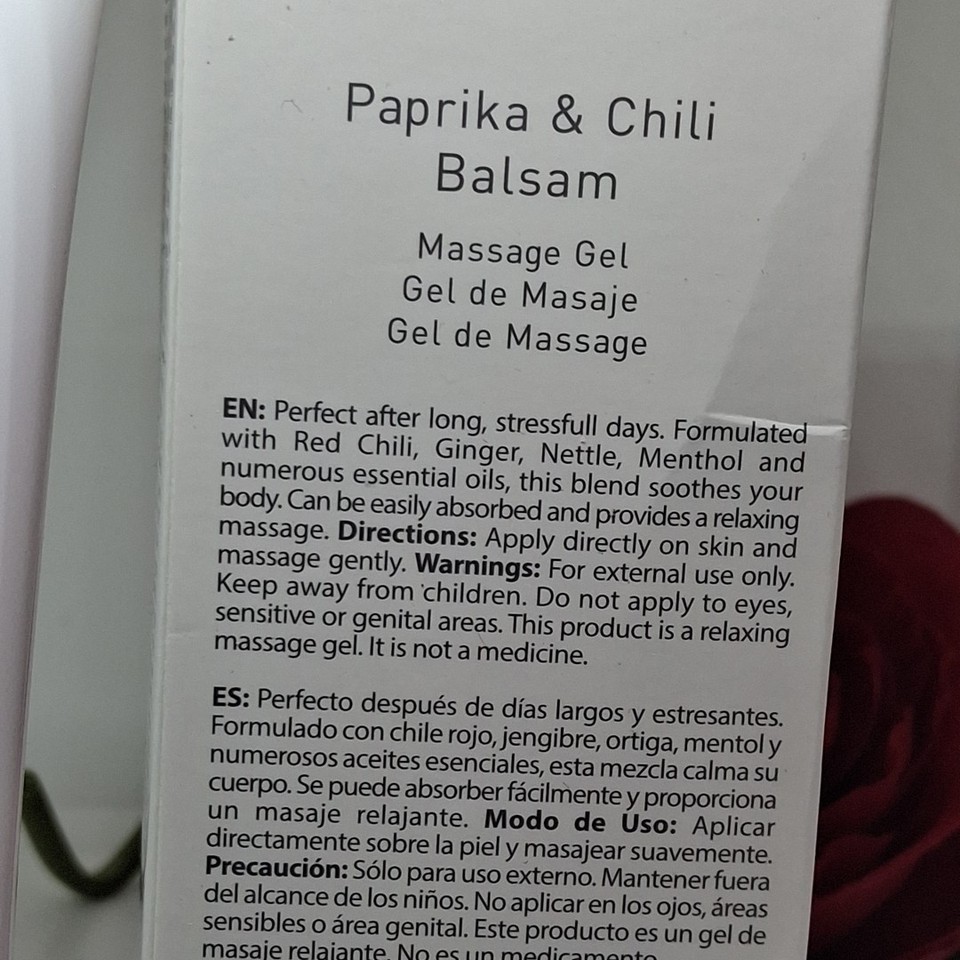 Paprika & Chili
Balsam
Massage Gel
Gel de Masaje
Gel de Massage
EN: Perfect after long, stressfull days. Formulated
with Red Chili, Ginger, Nettle, Menthol and
numerous essential oils, this blend soothes your
body. Can be easily absorbed and provides a relaxing
massage. Directions: Apply directly on skin and
massage gently. Warnings: For external use only.
Keep away from children. Do not apply to eyes,
sensitive or genital areas. This product is a relaxing
massage gel. It is not a medicine.
ES: Perfecto después de días largos y estresantes.
Formulado con chile rojo, jengibre, ortiga, mentol y
numerosos aceites esenciales, esta mezcla calma su
cuerpo. Se puede absorber fácilmente y proporciona
un masaje relajante. Modo de Uso: Aplicar
directamente sobre la piel y masajear suavemente.
Precaución: Sólo para uso externo. Mantener fuera
del alcance de los niños. No aplicar en los ojos, áreas
sensibles o área genital. Este producto es un gel de
masaje relajante. No es un medicamento.